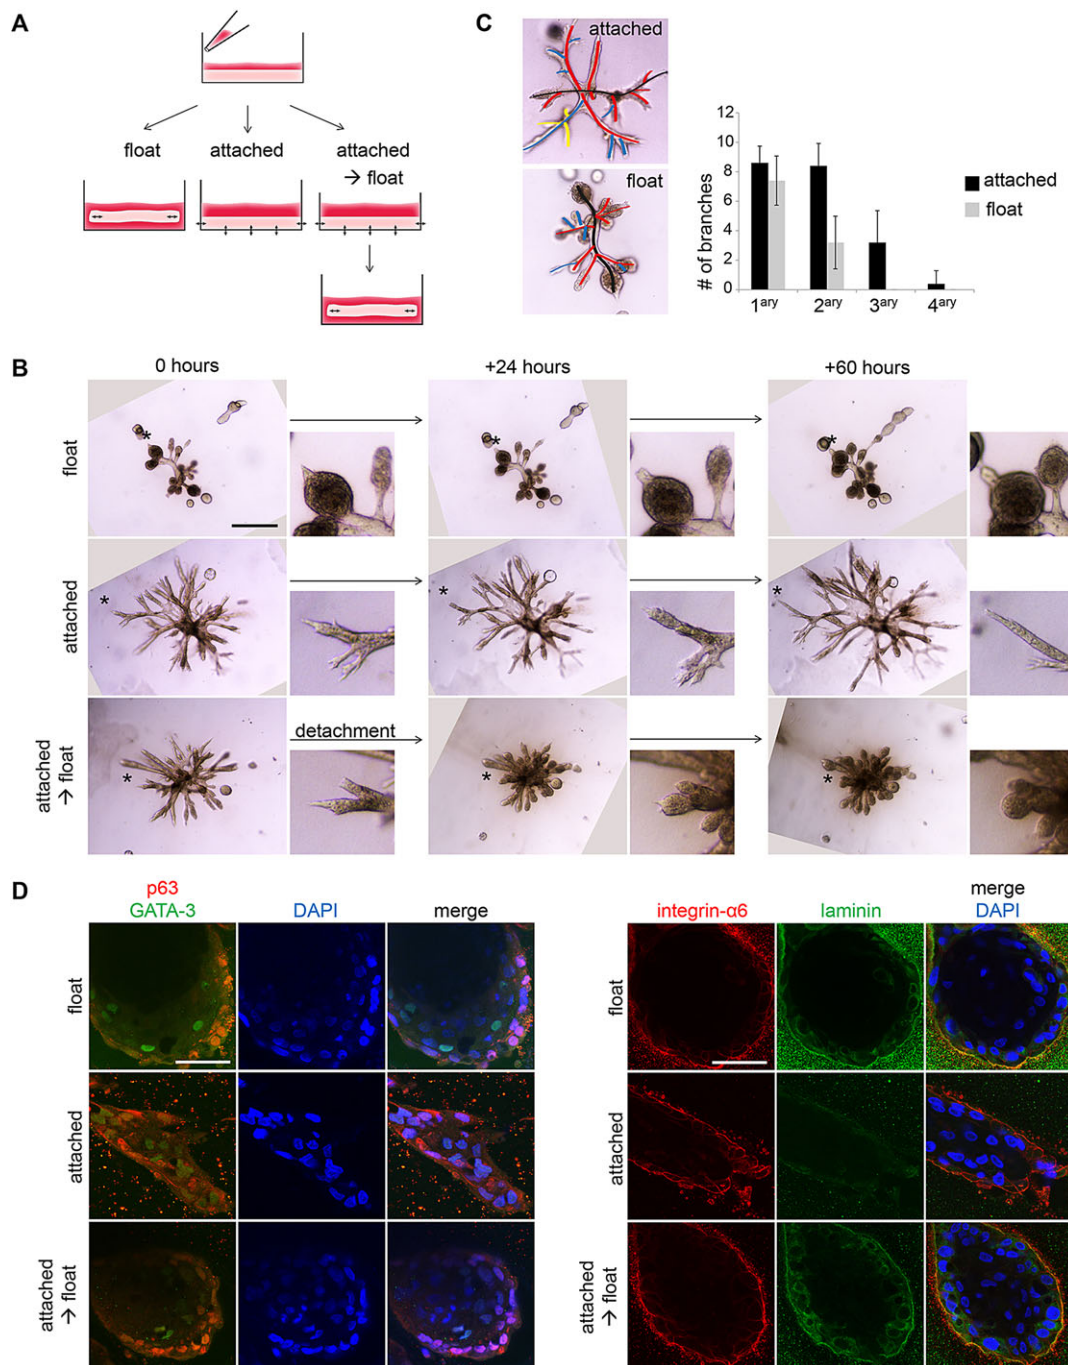 A
float
attached
attached
→ float
C
attached
float
# of branches
12
10
8
6
4
2
0
1ary
2ary
3ary
4ary
attached
float
B
0 hours
+24 hours
+60 hours
float
*
*
*
attached
*
*
*
attached
→ float
detachment
*
*
*
D
p63
GATA-3
DAPI
merge
integrin-α6
laminin
merge
DAPI
float
attached
attached
→ float
float
attached
attached
→ float